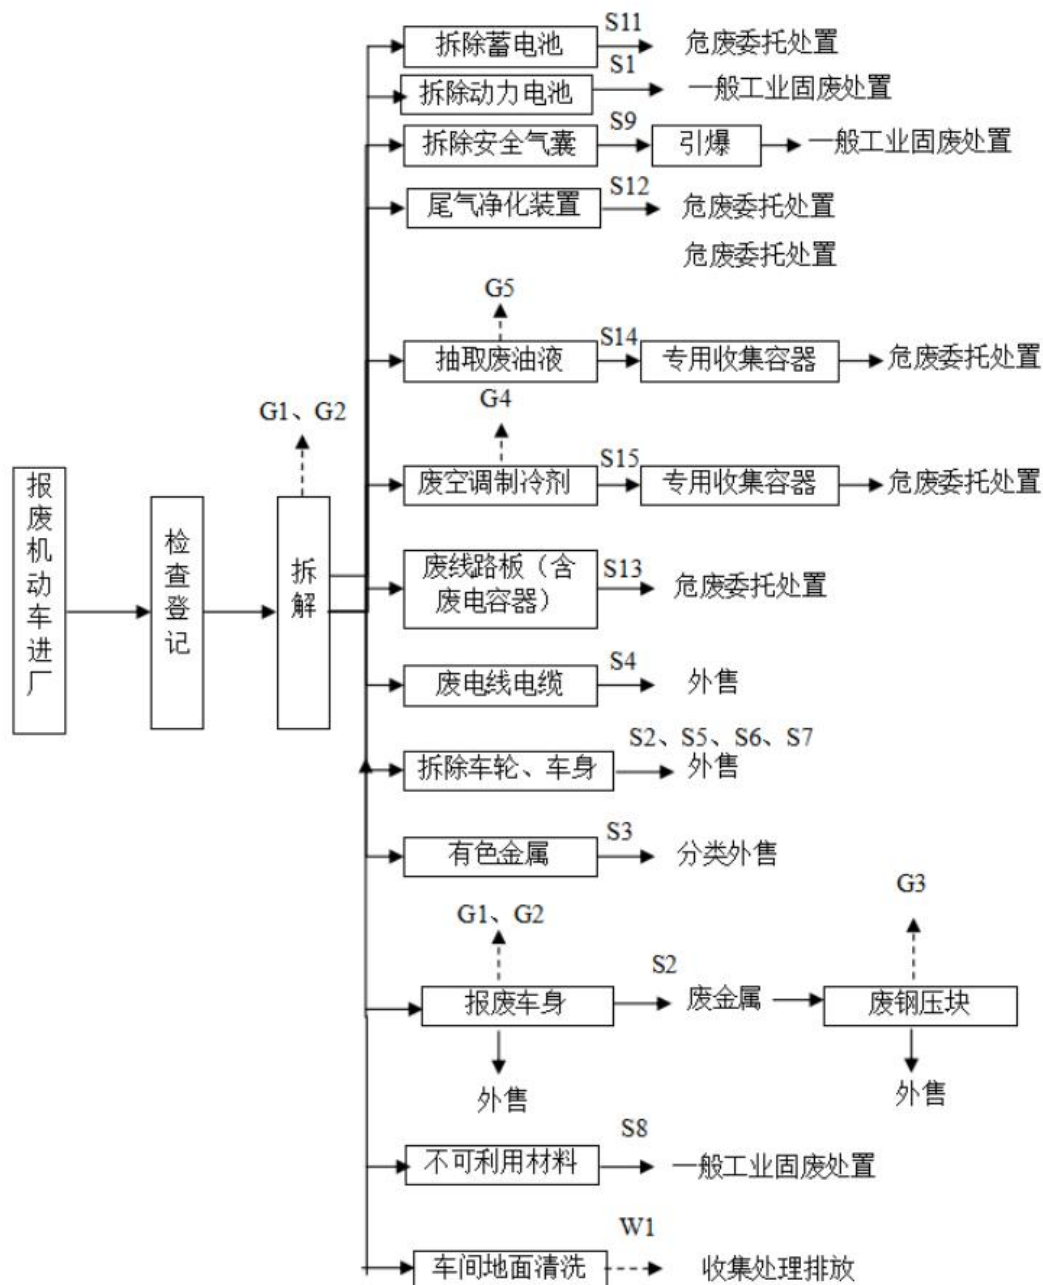 S11
拆除蓄电池
危废委托处置
S1
拆除动力电池
一般工业固废处置
S9
拆除安全气囊
引爆
一般工业固废处置
S12
尾气净化装置
危废委托处置
危废委托处置
G5
S14
抽取废油液
专用收集容器
危废委托处置
G1、G2
G4
S15
废空调制冷剂
专用收集容器
危废委托处置
报废机动车进厂
检查登记
拆解
废线路板（含
废电容器）
S13
危废委托处置
S4
废电线电缆
外售
S2、S5、S6、S7
拆除车轮、车身
外售
S3
有色金属
分类外售
G3
G1、G2
S2
报废车身
废金属
废钢压块
外售
外售
S8
不可利用材料
一般工业固废处置
W1
车间地面清洗
收集处理排放